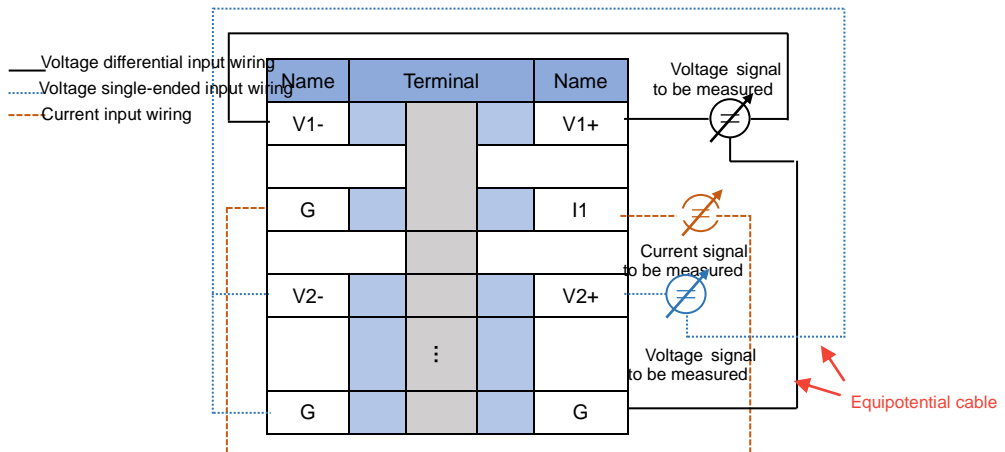 Voltage differential input wiring
Voltage single-ended input wiring
Current input wiring
Name Terminal Name
Voltage signal
to be measured
V1- V1+
G I1
Current signal
to be measured
V2- V2+
⋮
Voltage signal
to be measured
G G
Equipotential cable